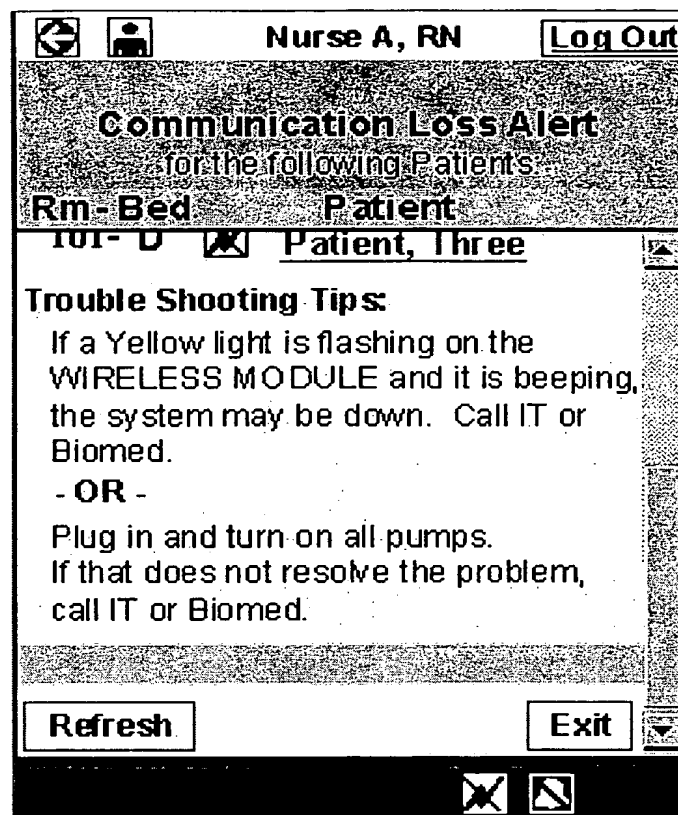 Nurse A, RN Log Out
Communication Loss Alert
for the following Patients:
Rm- Bed Patient
101- D Patient, Three
Trouble Shooting Tips:
If a Yellow light is flashing on the
WIRELESS MODULE and it is beeping,
the system may be down. Call IT or
Biomed.
- OR -
Plug in and turn on all pumps.
If that does not resolve the problem,
call IT or Biomed.
Refresh Exit